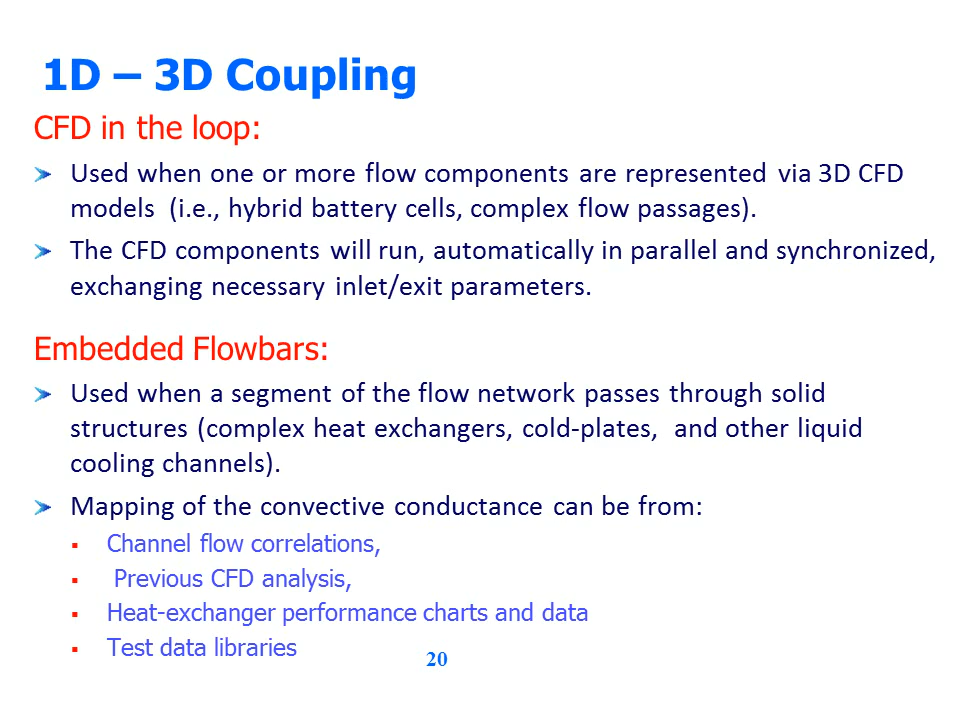 1D – 3D Coupling
CFD in the loop:
Used when one or more flow components are represented via 3D CFD
models (i.e., hybrid battery cells, complex flow passages).
The CFD components will run, automatically in parallel and synchronized,
exchanging necessary inlet/exit parameters.
Embedded Flowbars:
Used when a segment of the flow network passes through solid
structures (complex heat exchangers, cold-plates, and other liquid
cooling channels).
Mapping of the convective conductance can be from:
Channel flow correlations,
Previous CFD analysis,
Heat-exchanger performance charts and data
Test data libraries
20